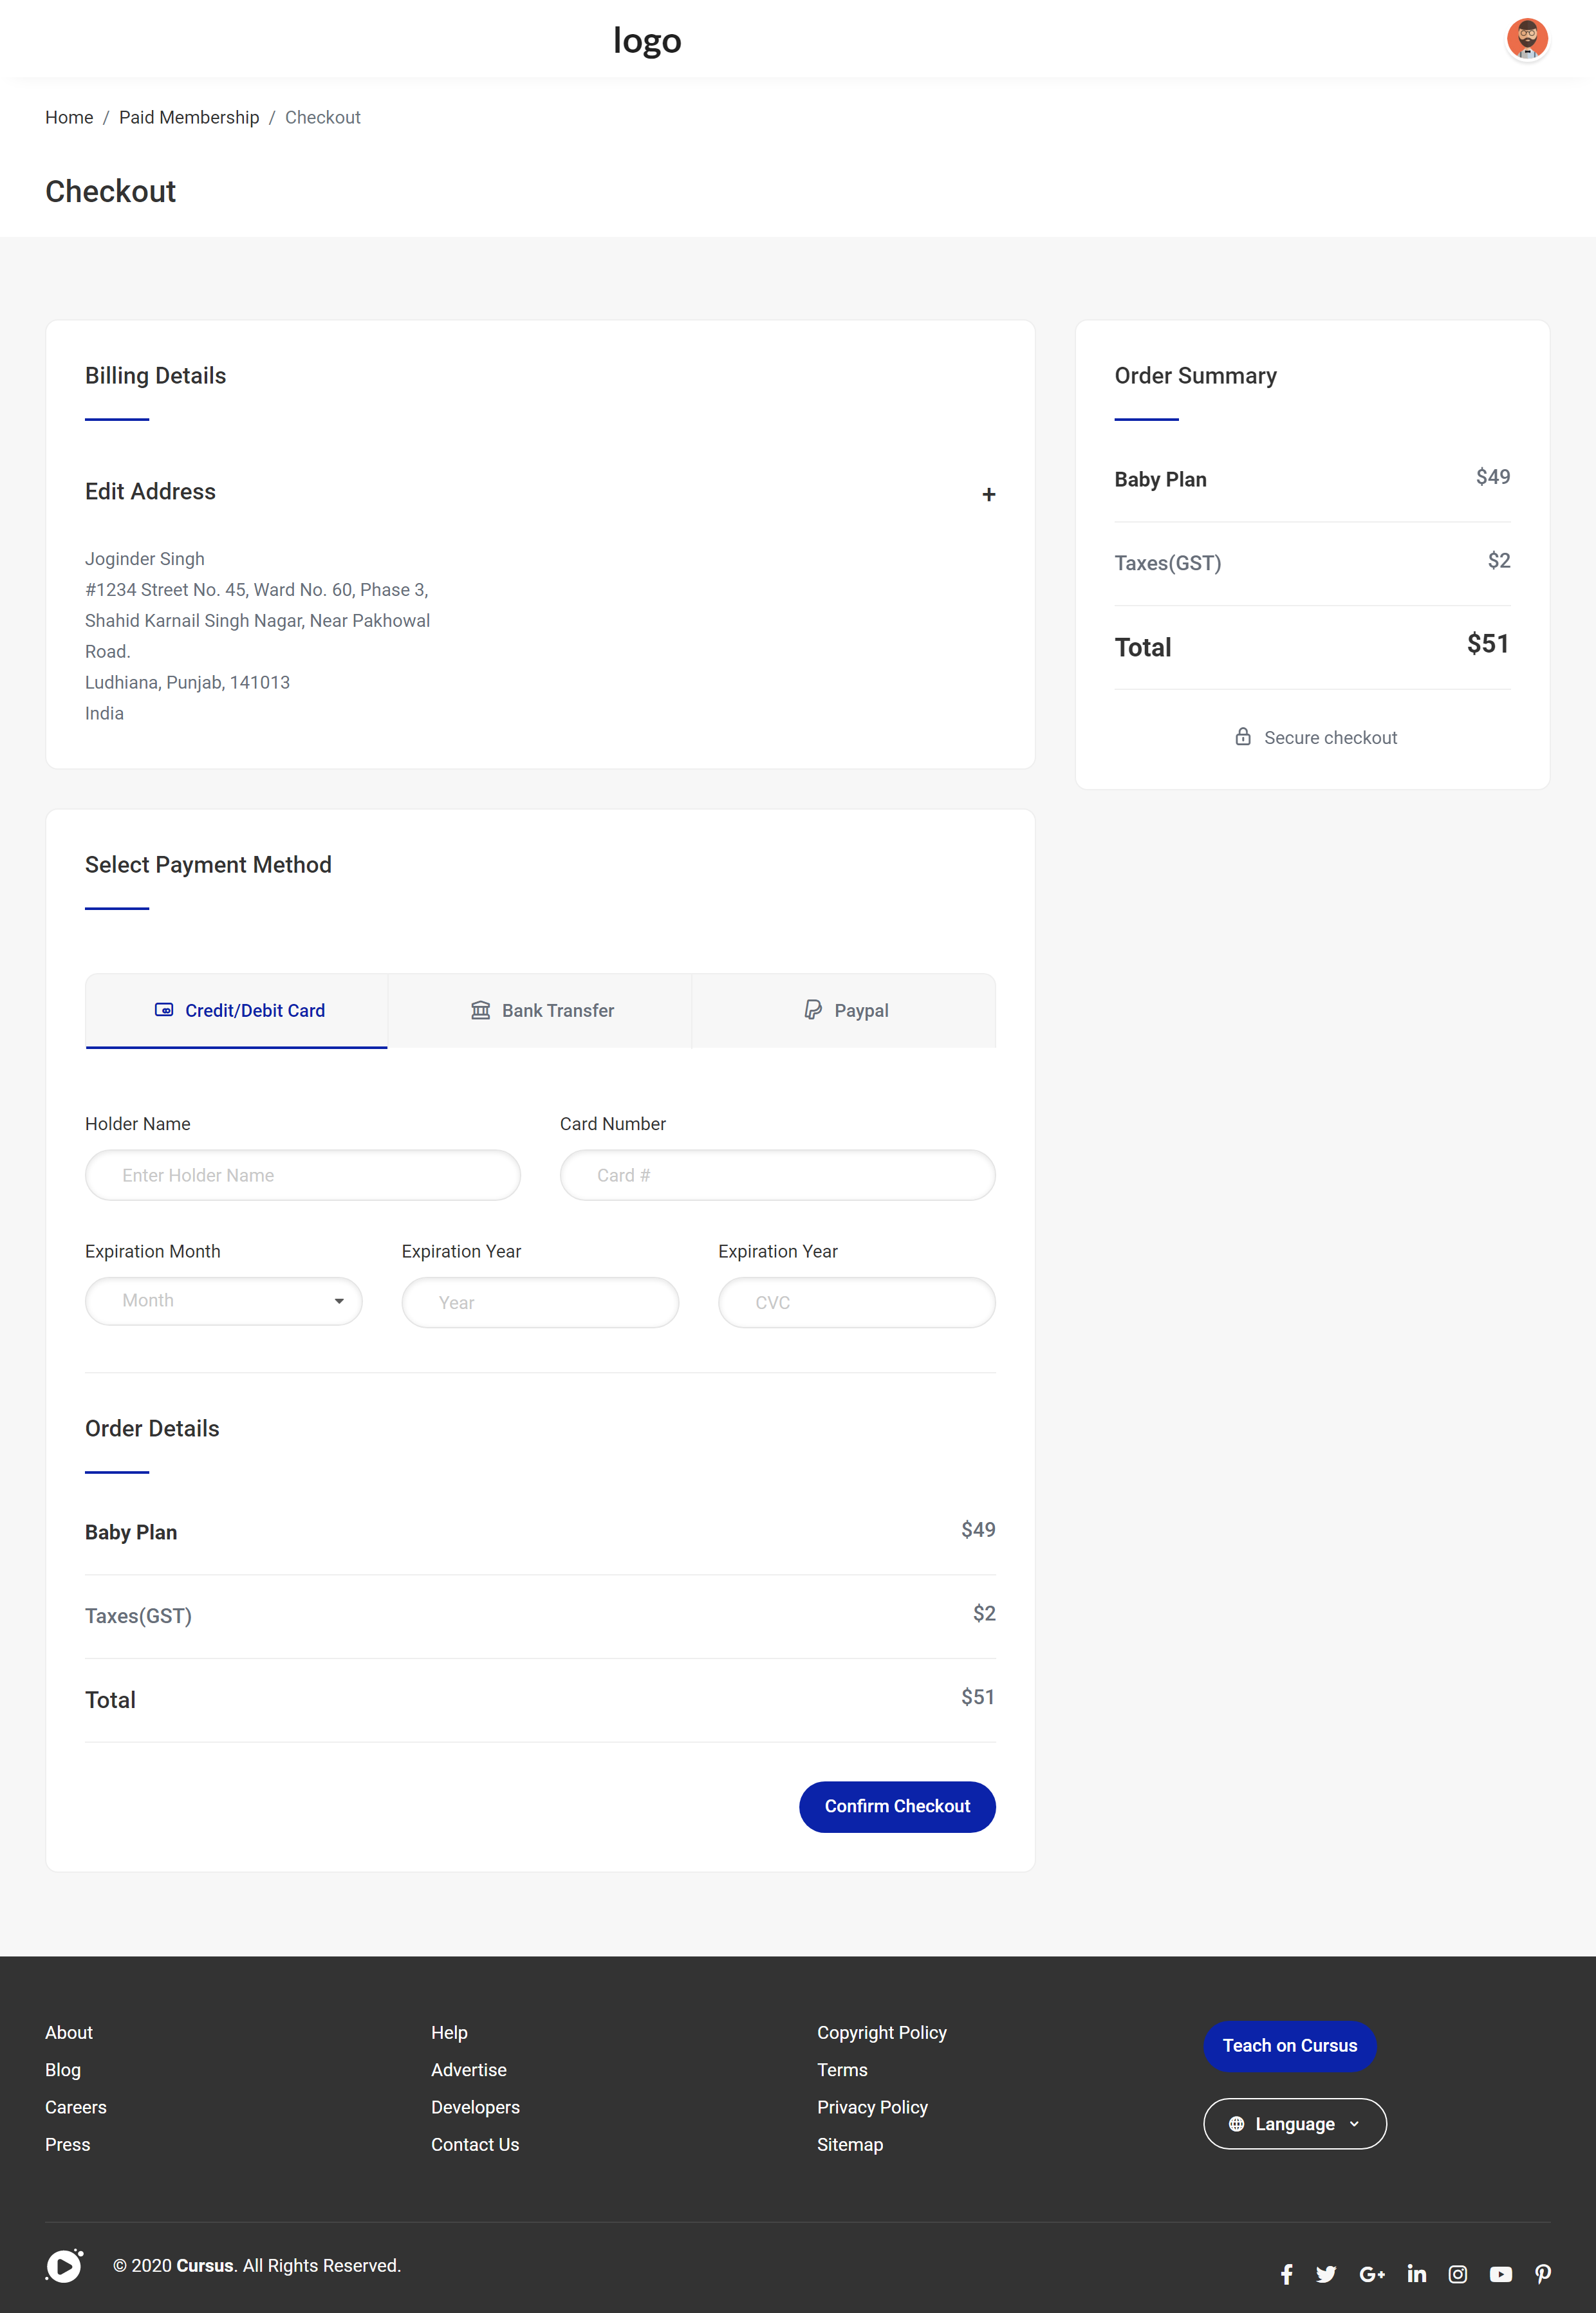 logo
Home / Paid Membership / Checkout
Checkout
Billing Details
Edit Address
+
Joginder Singh
#1234 Street No. 45, Ward No. 60, Phase 3,
Shahid Karnail Singh Nagar, Near Pakhowal
Road.
Ludhiana, Punjab, 141013
India
Order Summary
Baby Plan $49
Taxes(GST) $2
Total $51
Secure checkout
Select Payment Method
Credit/Debit Card Bank Transfer Paypal
Holder Name Card Number
Enter Holder Name Card #
Expiration Month Expiration Year Expiration Year
Month Year CVC
Order Details
Baby Plan $49
Taxes(GST) $2
Total $51
Confirm Checkout
About
Blog
Careers
Press
Help
Advertise
Developers
Contact Us
Copyright Policy
Terms
Privacy Policy
Sitemap
Teach on Cursus
Language
© 2020 Cursus. All Rights Reserved.